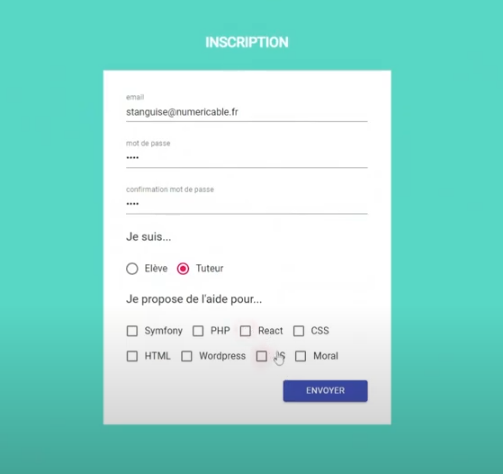 INSCRIPTION
email
stanguise@numericable.fr
mot de passe
••••
confirmation mot de passe
••••
Je suis...
Elève Tuteur
Je propose de l'aide pour...
Symfony PHP React CSS
HTML Wordpress JS Moral
ENVOYER